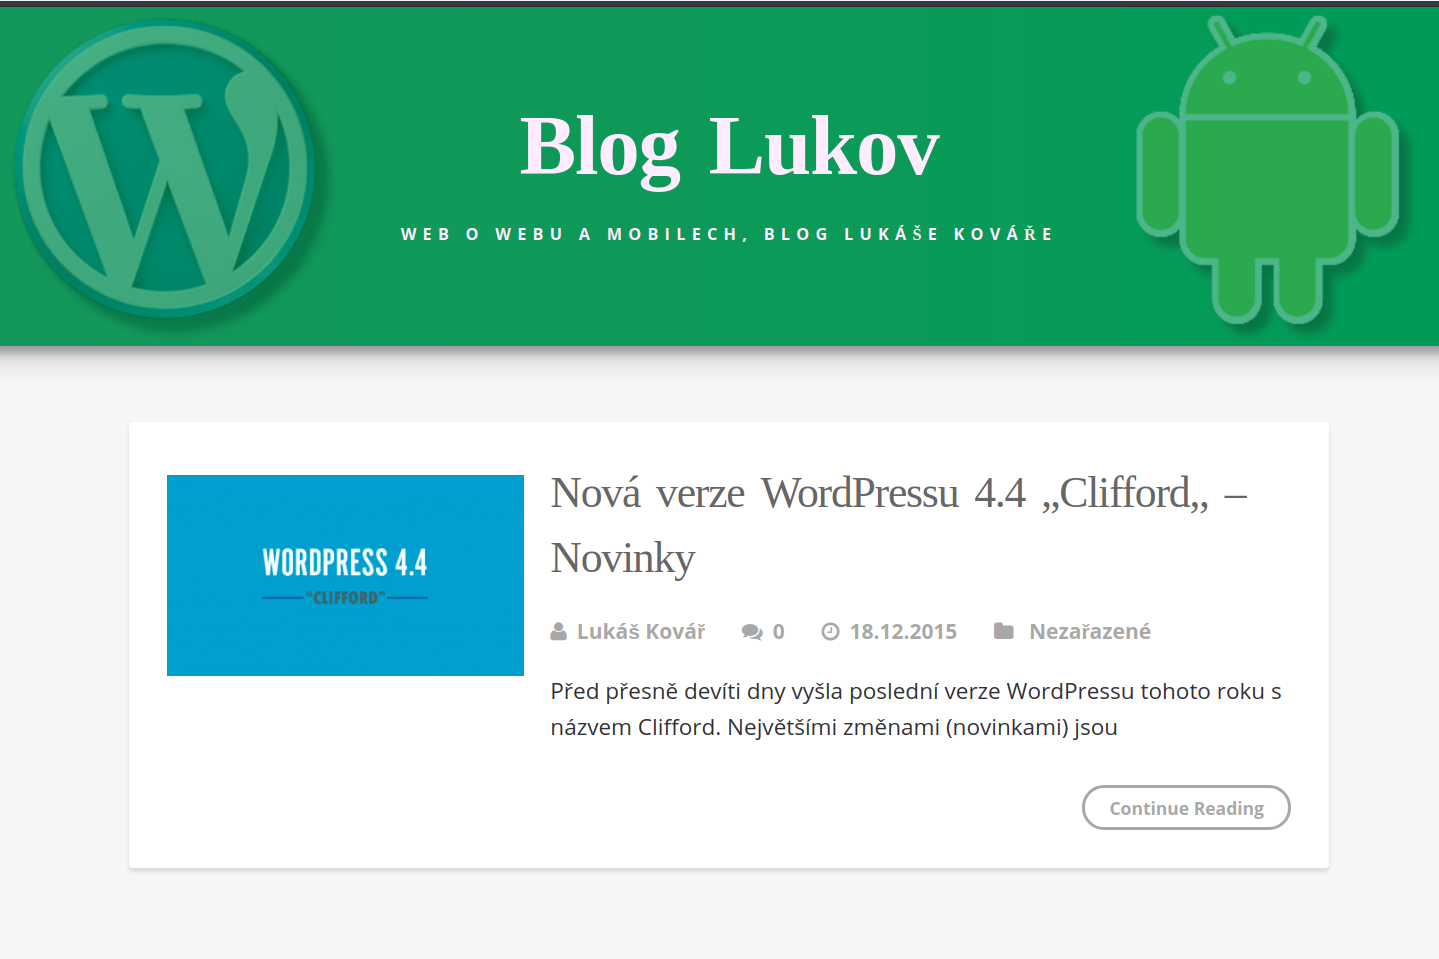 Blog Lukov
WEB O WEBU A MOBILECH, BLOG LUKÁŠE KOVÁŘE
WORDPRESS 4.4
“CLIFFORD”
Nová verze WordPressu 4.4 „Clifford„ –
Novinky
Lukáš Kovář 0 18.12.2015 Nezařazené
Před přesně devíti dny vyšla poslední verze WordPressu tohoto roku s
názvem Clifford. Největšími změnami (novinkami) jsou
Continue Reading